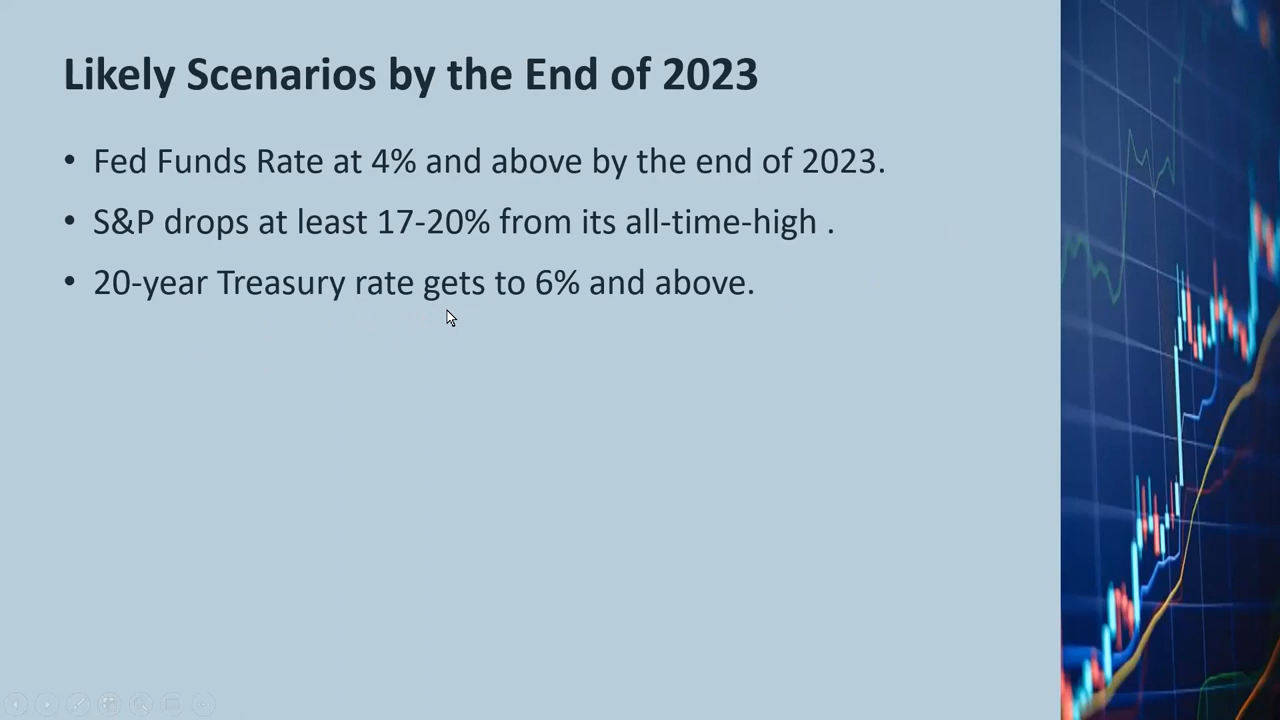 Likely Scenarios by the End of 2023
• Fed Funds Rate at 4% and above by the end of 2023.
• S&P drops at least 17-20% from its all-time-high .
• 20-year Treasury rate gets to 6% and above.